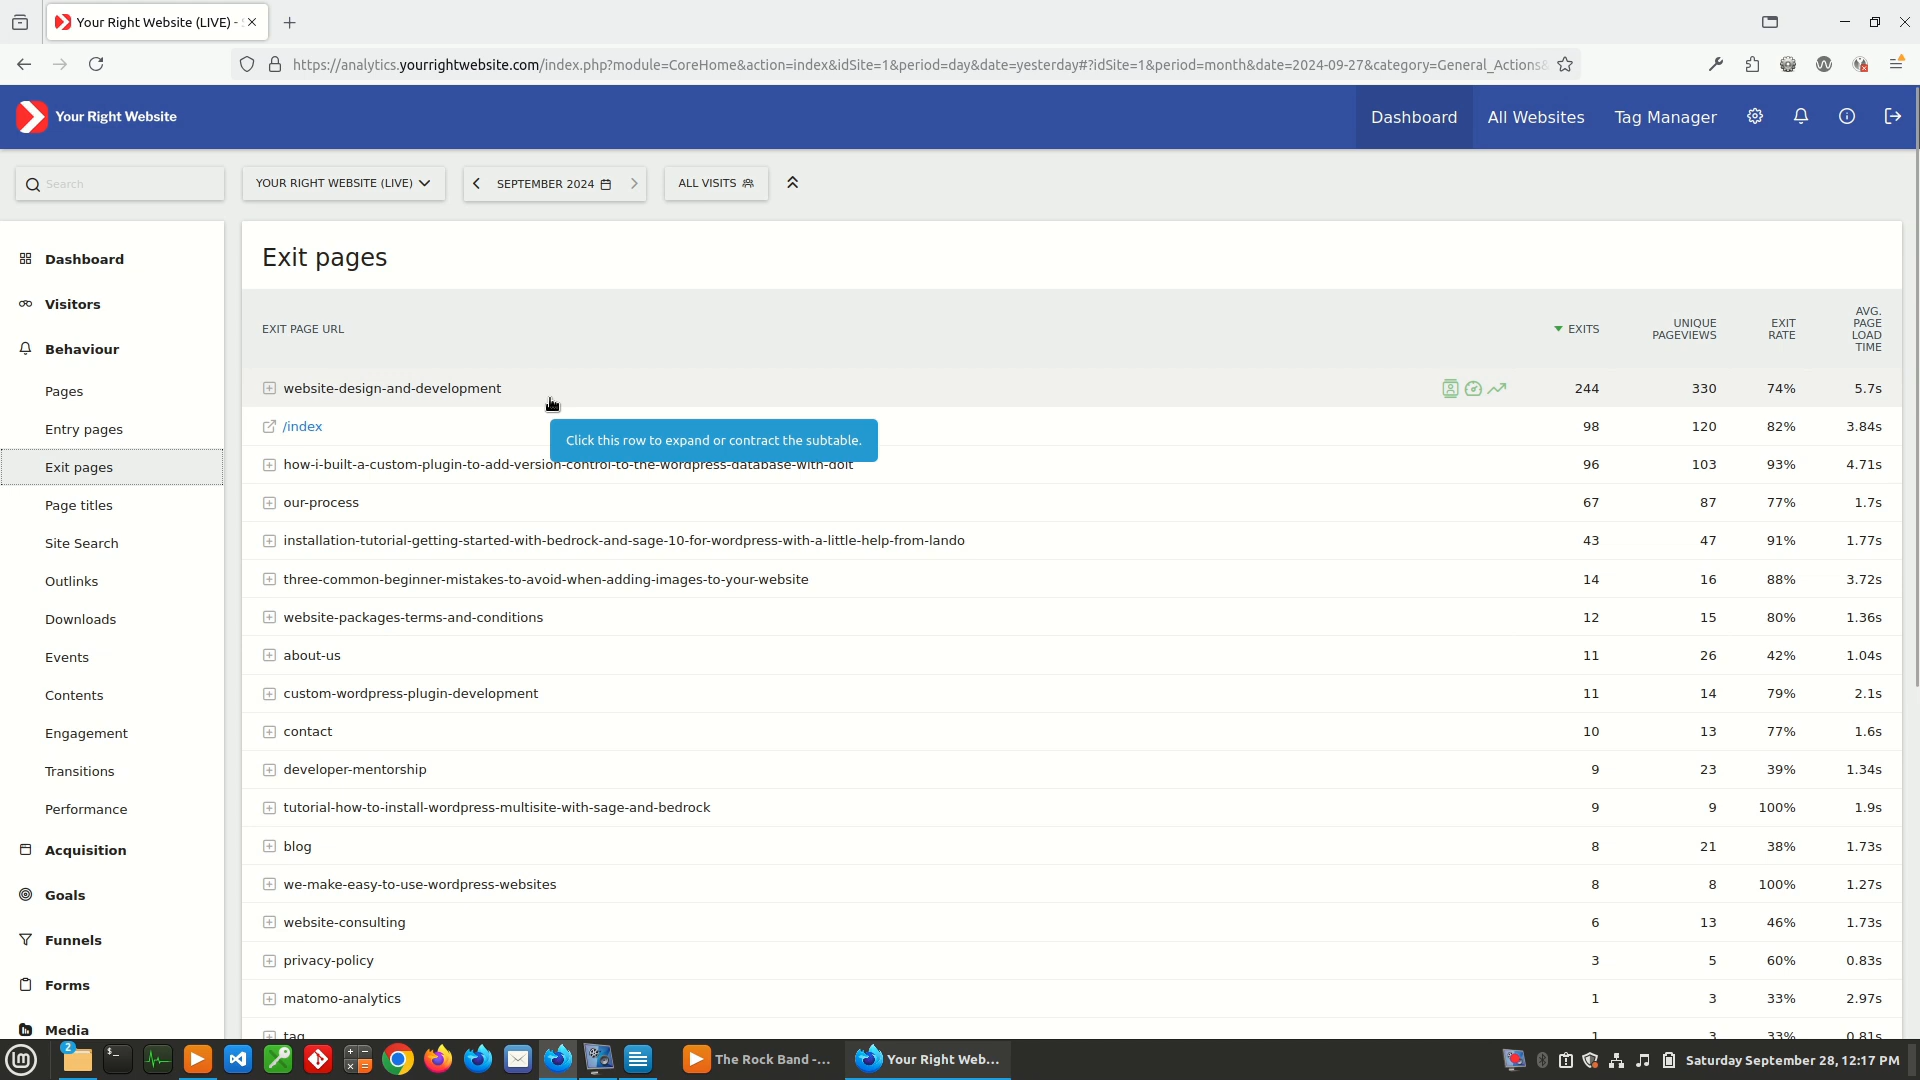 Your Right Website (LIVE) -
https://analytics.yourrightwebsite.com/index.php?module=CoreHome&action=index&idSite=1&period=day&date=yesterday#?idSite=1&period=month&date=2024-09-27&category=General_Actions&
Your Right Website
Dashboard
All Websites
Tag Manager
Search
YOUR RIGHT WEBSITE (LIVE)
SEPTEMBER 2024
ALL VISITS
Dashboard
Visitors
Behaviour
Pages
Entry pages
Exit pages
Page titles
Site Search
Outlinks
Downloads
Events
Contents
Engagement
Transitions
Performance
Acquisition
Goals
Funnels
Forms
Media
Exit pages
EXIT PAGE URL EXITS UNIQUE PAGEVIEWS EXIT RATE AVG. PAGE LOAD TIME
website-design-and-development 244 330 74% 5.7s
/index 98 120 82% 3.84s
Click this row to expand or contract the subtable.
how-i-built-a-custom-plugin-to-add-version-control-to-the-wordpress-database-with-dolt 96 103 93% 4.71s
our-process 67 87 77% 1.7s
installation-tutorial-getting-started-with-bedrock-and-sage-10-for-wordpress-with-a-little-help-from-lando 43 47 91% 1.77s
three-common-beginner-mistakes-to-avoid-when-adding-images-to-your-website 14 16 88% 3.72s
website-packages-terms-and-conditions 12 15 80% 1.36s
about-us 11 26 42% 1.04s
custom-wordpress-plugin-development 11 14 79% 2.1s
contact 10 13 77% 1.6s
developer-mentorship 9 23 39% 1.34s
tutorial-how-to-install-wordpress-multisite-with-sage-and-bedrock 9 9 100% 1.9s
blog 8 21 38% 1.73s
we-make-easy-to-use-wordpress-websites 8 8 100% 1.27s
website-consulting 6 13 46% 1.73s
privacy-policy 3 5 60% 0.83s
matomo-analytics 1 3 33% 2.97s
tag 1 3 33% 0.81s
2
The Rock Band -...
Your Right Web...
Saturday September 28, 12:17 PM